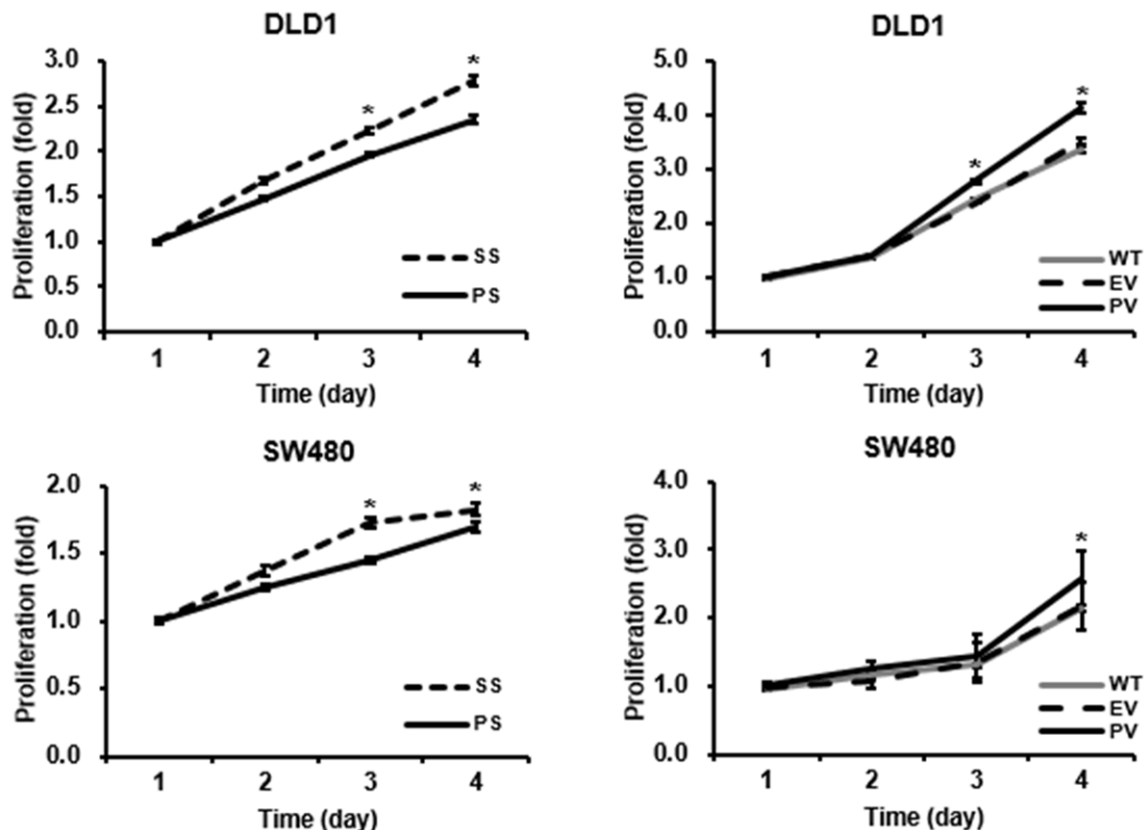 DLD1
Proliferation (fold)
3.0
2.5
2.0
1.5
1.0
0.5
0.0
*
*
SS
PS
1 2 3 4
Time (day)
DLD1
Proliferation (fold)
5.0
4.0
3.0
2.0
1.0
0.0
*
*
WT
EV
PV
1 2 3 4
Time (day)
SW480
Proliferation (fold)
2.0
1.5
1.0
0.5
0.0
*
*
SS
PS
1 2 3 4
Time (day)
SW480
Proliferation (fold)
4.0
3.0
2.0
1.0
0.0
*
WT
EV
PV
1 2 3 4
Time (day)